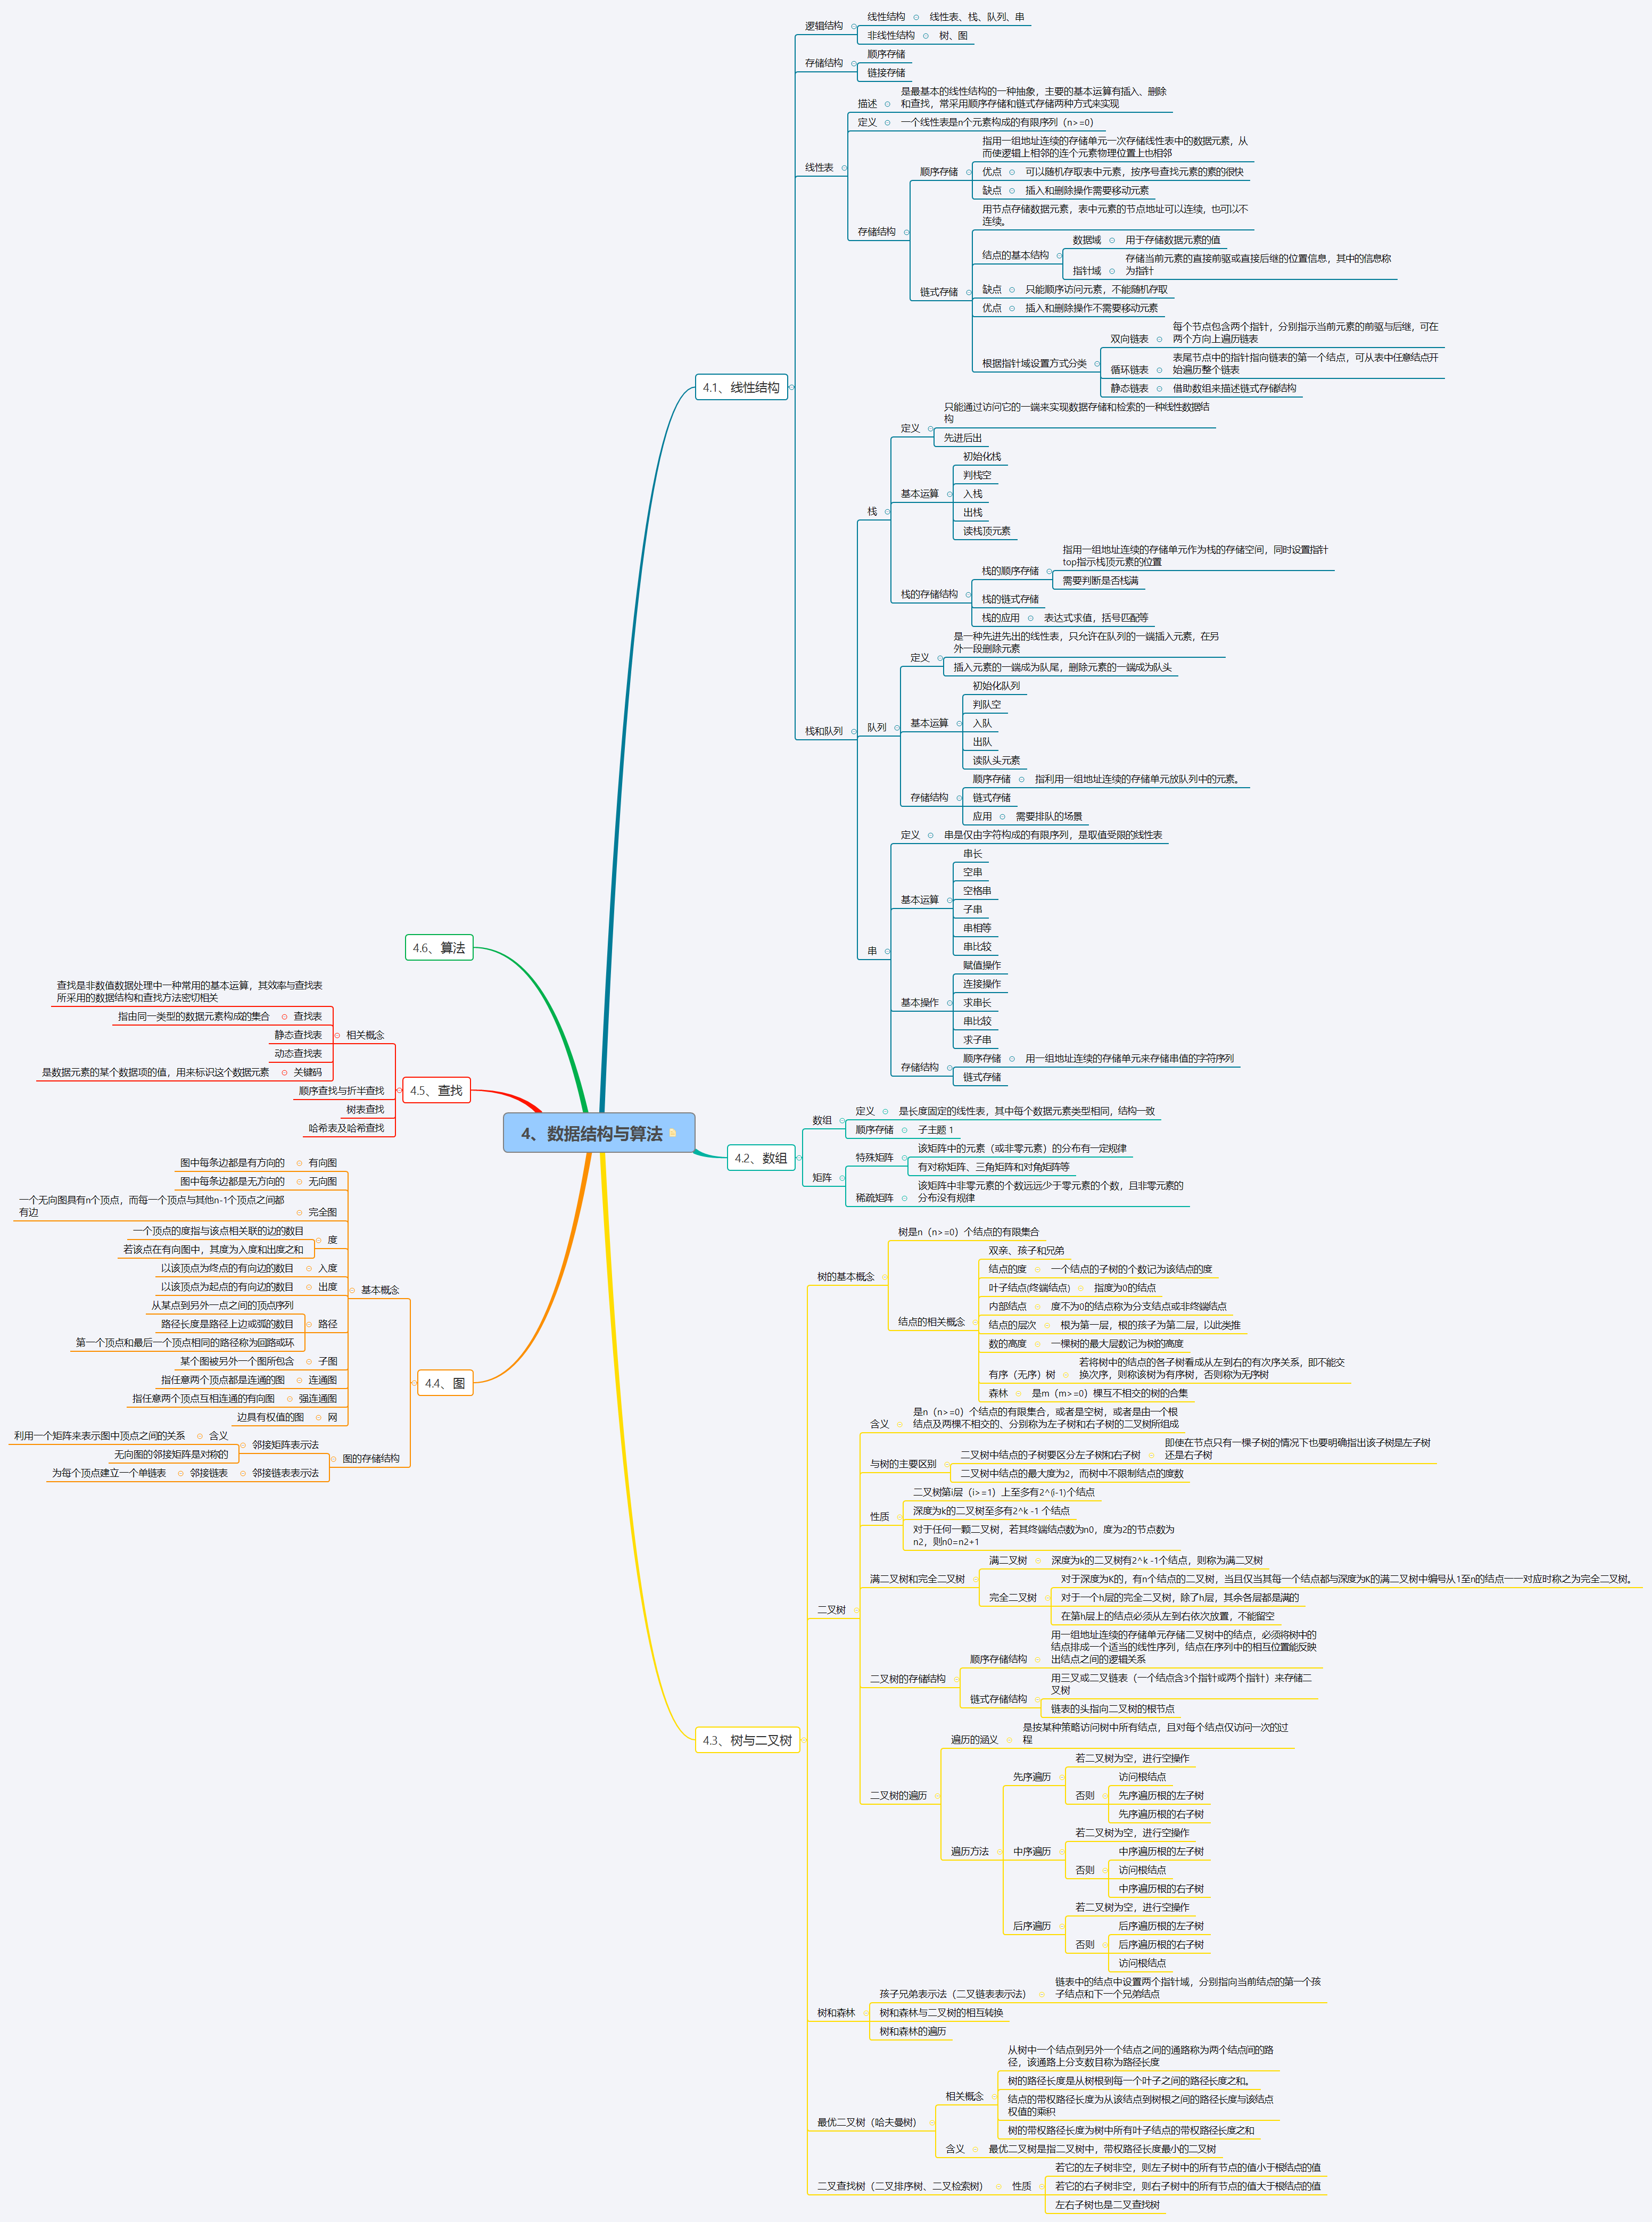 4、数据结构与算法
4.1、线性结构
逻辑结构
线性结构
线性表、栈、队列、串
非线性结构
树、图
存储结构
顺序存储
链接存储
线性表
描述
是最基本的线性结构的一种抽象，主要的基本运算有插入、删除
和查找，常采用顺序存储和链式存储两种方式来实现
定义
一个线性表是n个元素构成的有限序列（n>=0）
存储结构
顺序存储
指用一组地址连续的存储单元一次存储线性表中的数据元素，从
而使逻辑上相邻的连个元素物理位置上也相邻
优点
可以随机存取表中元素，按序号查找元素的素的很快
缺点
插入和删除操作需要移动元素
链式存储
用节点存储数据元素，表中元素的节点地址可以连续，也可以不
连续。
结点的基本结构
数据域
用于存储数据元素的值
指针域
存储当前元素的直接前驱或直接后继的位置信息，其中的信息称
为指针
缺点
只能顺序访问元素，不能随机存取
优点
插入和删除操作不需要移动元素
根据指针域设置方式分类
双向链表
每个节点包含两个指针，分别指示当前元素的前驱与后继，可在
两个方向上遍历链表
循环链表
表尾节点中的指针指向链表的第一个结点，可从表中任意结点开
始遍历整个链表
静态链表
借助数组来描述链式存储结构
栈和队列
栈
定义
只能通过访问它的一端来实现数据存储和检索的一种线性数据结
构
先进后出
基本运算
初始化栈
判栈空
入栈
出栈
读栈顶元素
栈的存储结构
栈的顺序存储
指用一组地址连续的存储单元作为栈的存储空间，同时设置指针
top指示栈顶元素的位置
需要判断是否栈满
栈的链式存储
栈的应用
表达式求值，括号匹配等
队列
定义
是一种先进先出的线性表，只允许在队列的一端插入元素，在另
外一段删除元素
插入元素的一端成为队尾，删除元素的一端成为队头
基本运算
初始化队列
判队空
入队
出队
读队头元素
存储结构
顺序存储
指利用一组地址连续的存储单元放队列中的元素。
链式存储
应用
需要排队的场景
串
定义
串是仅由字符构成的有限序列，是取值受限的线性表
基本运算
串长
空串
空格串
子串
串相等
串比较
基本操作
赋值操作
连接操作
求串长
串比较
求子串
存储结构
顺序存储
用一组地址连续的存储单元来存储串值的字符序列
链式存储
4.2、数组
数组
定义
是长度固定的线性表，其中每个数据元素类型相同，结构一致
顺序存储
子主题 1
矩阵
特殊矩阵
该矩阵中的元素（或非零元素）的分布有一定规律
有对称矩阵、三角矩阵和对角矩阵等
稀疏矩阵
该矩阵中非零元素的个数远远少于零元素的个数，且非零元素的
分布没有规律
4.3、树与二叉树
树的基本概念
树是n（n>=0）个结点的有限集合
结点的相关概念
双亲、孩子和兄弟
结点的度
一个结点的子树的个数记为该结点的度
叶子结点(终端结点)
指度为0的结点
内部结点
度不为0的结点称为分支结点或非终端结点
结点的层次
根为第一层，根的孩子为第二层，以此类推
数的高度
一棵树的最大层数记为树的高度
有序（无序）树
若将树中的结点的各子树看成从左到右的有次序关系，即不能交
换次序，则称该树为有序树，否则称为无序树
森林
是m（m>=0）棵互不相交的树的合集
二叉树
含义
是n（n>=0）个结点的有限集合，或者是空树，或者是由一个根
结点及两棵不相交的、分别称为左子树和右子树的二叉树所组成
与树的主要区别
二叉树中结点的子树要区分左子树和右子树
即使在节点只有一棵子树的情况下也要明确指出该子树是左子树
还是右子树
二叉树中结点的最大度为2，而树中不限制结点的度数
性质
二叉树第i层（i>=1）上至多有2^(i-1)个结点
深度为k的二叉树至多有2^k -1 个结点
对于任何一颗二叉树，若其终端结点数为n0，度为2的节点数为
n2，则n0=n2+1
满二叉树和完全二叉树
满二叉树
深度为k的二叉树有2^k -1个结点，则称为满二叉树
完全二叉树
对于深度为K的，有n个结点的二叉树，当且仅当其每一个结点都与深度为K的满二叉树中编号从1至n的结点一一对应时称之为完全二叉树。
对于一个h层的完全二叉树，除了h层，其余各层都是满的
在第h层上的结点必须从左到右依次放置，不能留空
二叉树的存储结构
顺序存储结构
用一组地址连续的存储单元存储二叉树中的结点，必须将树中的
结点排成一个适当的线性序列，结点在序列中的相互位置能反映
出结点之间的逻辑关系
链式存储结构
用三叉或二叉链表（一个结点含3个指针或两个指针）来存储二
叉树
链表的头指向二叉树的根节点
二叉树的遍历
遍历的涵义
是按某种策略访问树中所有结点，且对每个结点仅访问一次的过
程
遍历方法
先序遍历
若二叉树为空，进行空操作
否则
访问根结点
先序遍历根的左子树
先序遍历根的右子树
中序遍历
若二叉树为空，进行空操作
否则
中序遍历根的左子树
访问根结点
中序遍历根的右子树
后序遍历
若二叉树为空，进行空操作
否则
后序遍历根的左子树
后序遍历根的右子树
访问根结点
树和森林
孩子兄弟表示法（二叉链表表示法）
链表中的结点中设置两个指针域，分别指向当前结点的第一个孩
子结点和下一个兄弟结点
树和森林与二叉树的相互转换
树和森林的遍历
最优二叉树（哈夫曼树）
相关概念
从树中一个结点到另外一个结点之间的通路称为两个结点间的路
径，该通路上分支数目称为路径长度
树的路径长度是从树根到每一个叶子之间的路径长度之和。
结点的带权路径长度为从该结点到树根之间的路径长度与该结点
权值的乘积
树的带权路径长度为树中所有叶子结点的带权路径长度之和
含义
最优二叉树是指二叉树中，带权路径长度最小的二叉树
二叉查找树（二叉排序树、二叉检索树）
性质
若它的左子树非空，则左子树中的所有节点的值小于根结点的值
若它的右子树非空，则右子树中的所有节点的值大于根结点的值
左右子树也是二叉查找树
4.4、图
基本概念
有向图
图中每条边都是有方向的
无向图
图中每条边都是无方向的
完全图
一个无向图具有n个顶点，而每一个顶点与其他n-1个顶点之间都
有边
度
一个顶点的度指与该点相关联的边的数目
若该点在有向图中，其度为入度和出度之和
入度
以该顶点为终点的有向边的数目
出度
以该顶点为起点的有向边的数目
路径
从某点到另外一点之间的顶点序列
路径长度是路径上边或弧的数目
第一个顶点和最后一个顶点相同的路径称为回路或环
子图
某个图被另外一个图所包含
连通图
指任意两个顶点都是连通的图
强连通图
指任意两个顶点互相连通的有向图
网
边具有权值的图
图的存储结构
邻接矩阵表示法
含义
利用一个矩阵来表示图中顶点之间的关系
无向图的邻接矩阵是对称的
邻接链表表示法
邻接链表
为每个顶点建立一个单链表
4.5、查找
相关概念
查找是非数值数据处理中一种常用的基本运算，其效率与查找表
所采用的数据结构和查找方法密切相关
查找表
指由同一类型的数据元素构成的集合
静态查找表
动态查找表
关键码
是数据元素的某个数据项的值，用来标识这个数据元素
顺序查找与折半查找
树表查找
哈希表及哈希查找
4.6、算法